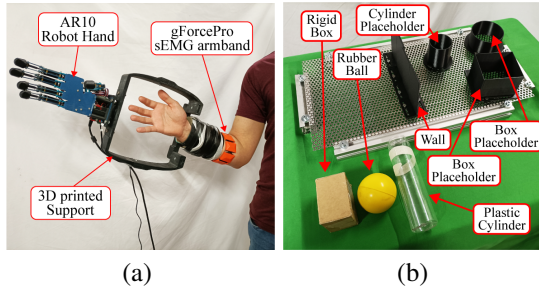 AR10
Robot Hand
gForcePro
sEMG armband
3D printed
Support
(a)
Rigid
Box
Cylinder
Placeholder
Rubber
Ball
Wall
Box
Placeholder
Box
Placeholder
Plastic
Cylinder
(b)